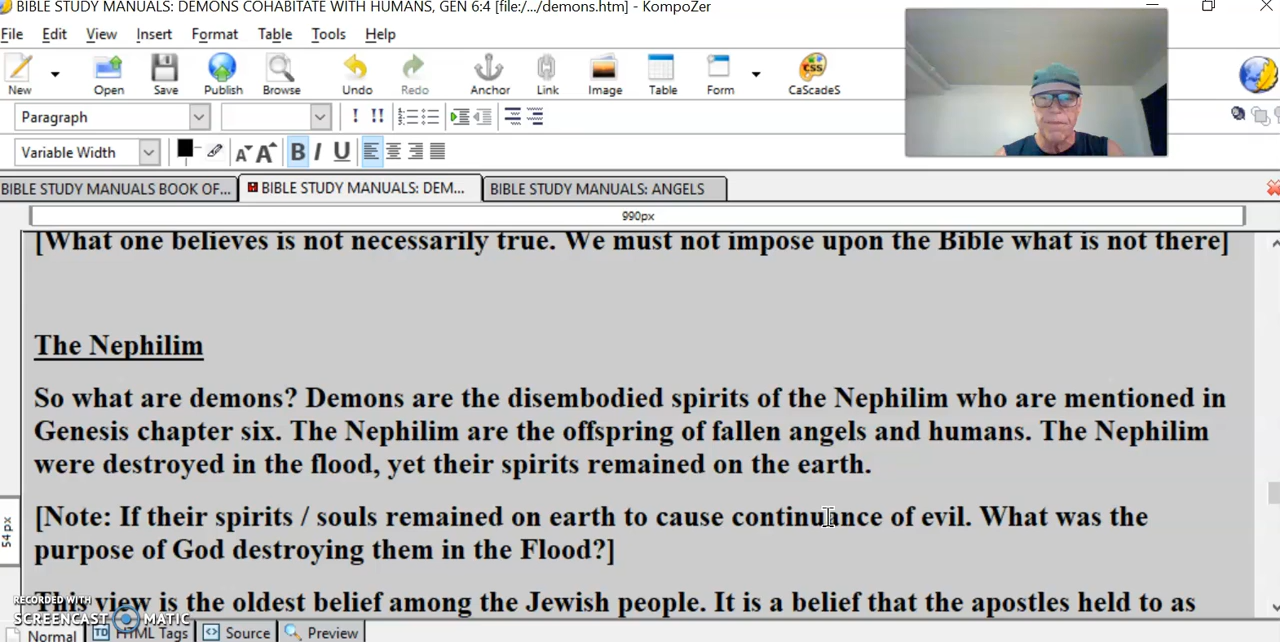 BIBLE STUDY MANUALS: DEMONS COHABITATE WITH HUMANS, GEN 6:4 [file:/.../demons.htm] - KompoZer
File Edit View Insert Format Table Tools Help
New Open Save Publish Browse Undo Redo Anchor Link Image Table Form CaScadeS
Paragraph
Variable Width
BIBLE STUDY MANUALS BOOK OF... BIBLE STUDY MANUALS: DEM... BIBLE STUDY MANUALS: ANGELS
990px
[What one believes is not necessarily true. We must not impose upon the Bible what is not there]
The Nephilim
So what are demons? Demons are the disembodied spirits of the Nephilim who are mentioned in
Genesis chapter six. The Nephilim are the offspring of fallen angels and humans. The Nephilim
were destroyed in the flood, yet their spirits remained on the earth.
[Note: If their spirits / souls remained on earth to cause continuance of evil. What was the
purpose of God destroying them in the Flood?]
54 px
This view is the oldest belief among the Jewish people. It is a belief that the apostles held to as
RECORDED WITH
SCREENCAST MATIC
Normal HTML Tags Source Preview